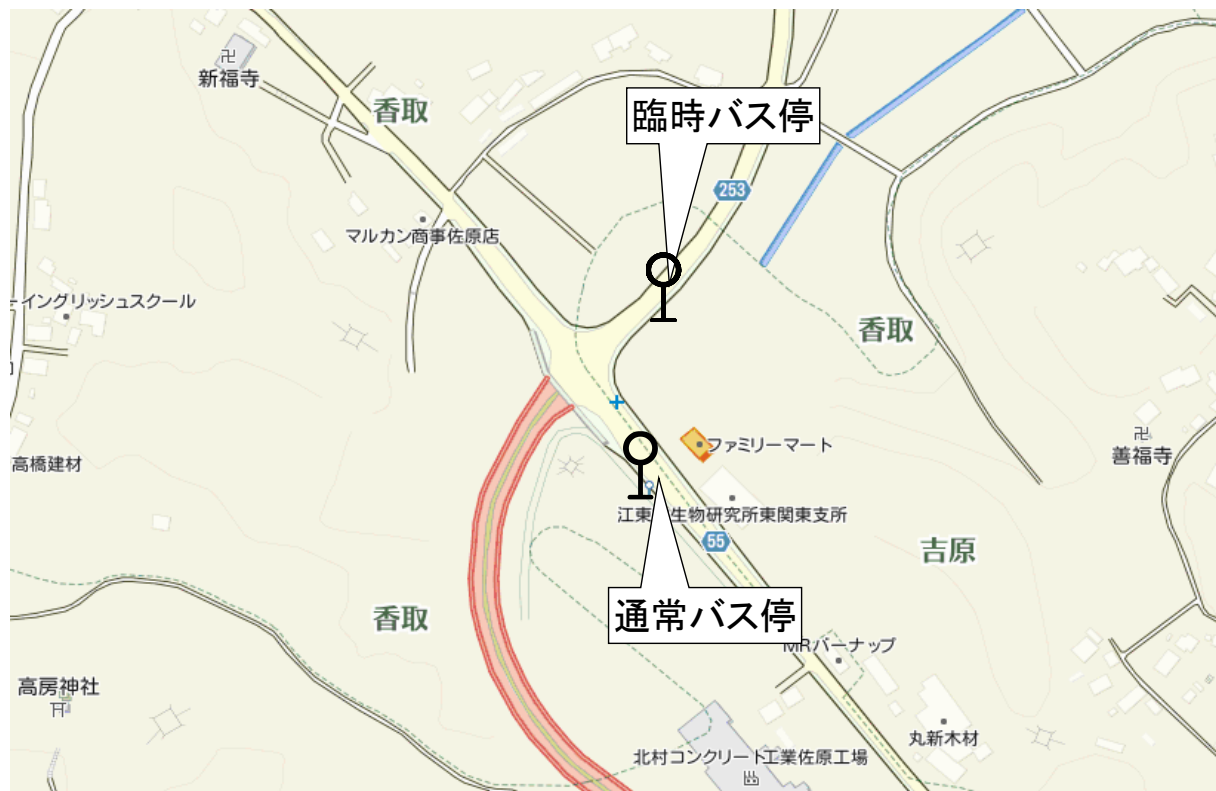 新福寺
香取
臨時バス停
253
マルカン商事佐原店
ーイングリッシュスクール
香取
ファミリーマート
善福寺
高橋建材
江東
生物研究所東関東支所
55
吉原
香取
通常バス停
MRバーナップ
高房神社
丸新木材
北村コンクリート工業佐原工場